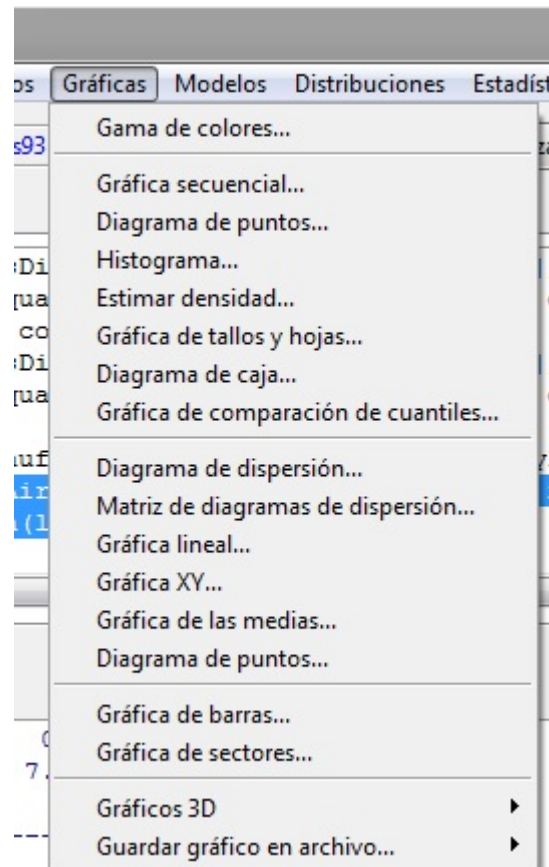 Gráficas Modelos Distribuciones
s93
Gama de colores...
Gráfica secuencial...
Diagrama de puntos...
Histograma...
Estimar densidad...
Gráfica de tallos y hojas...
Diagrama de caja...
Gráfica de comparación de cuantiles...
Diagrama de dispersión...
Matriz de diagramas de dispersión...
Gráfica lineal...
Gráfica XY...
Gráfica de las medias...
Diagrama de puntos...
Gráfica de barras...
Gráfica de sectores...
Gráficos 3D
Guardar gráfico en archivo...